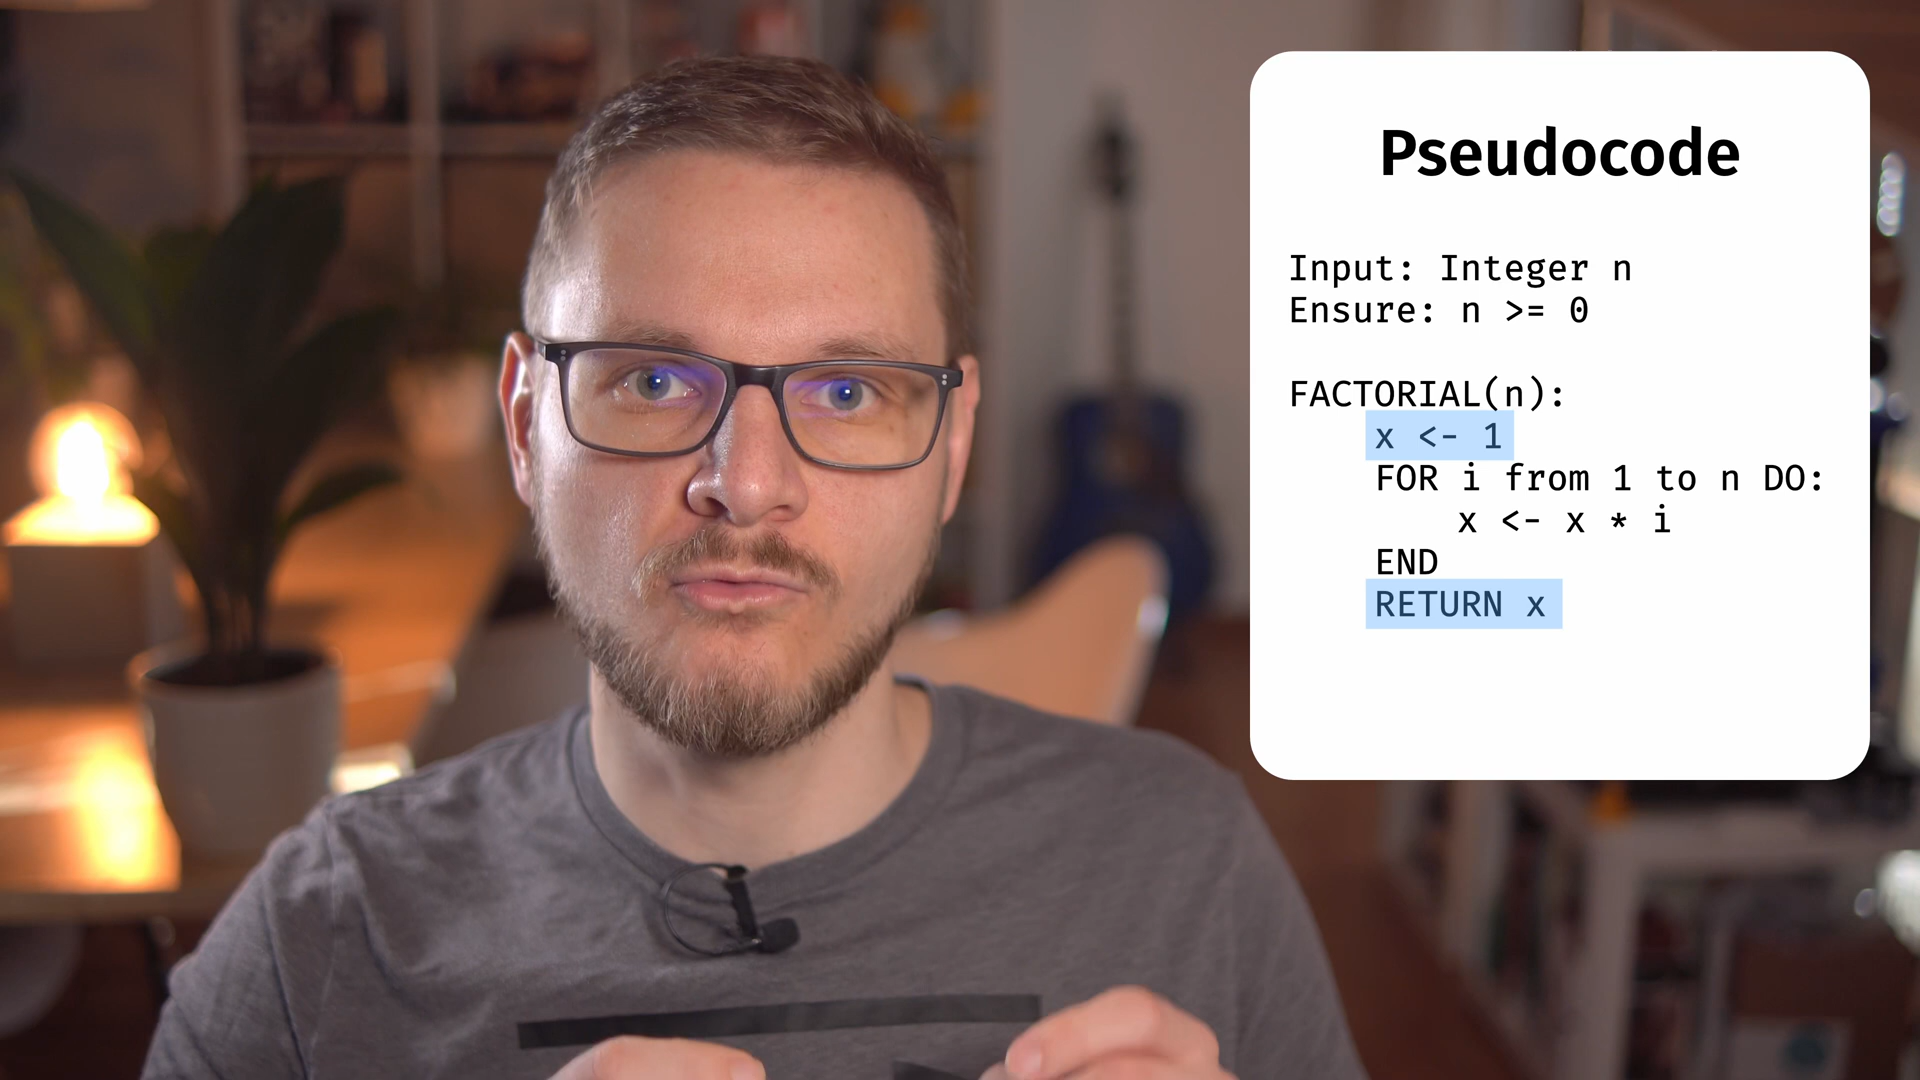 Pseudocode
Input: Integer n
Ensure: n >= 0
FACTORIAL(n):
x <- 1
FOR i from 1 to n DO:
x <- x * i
END
RETURN x